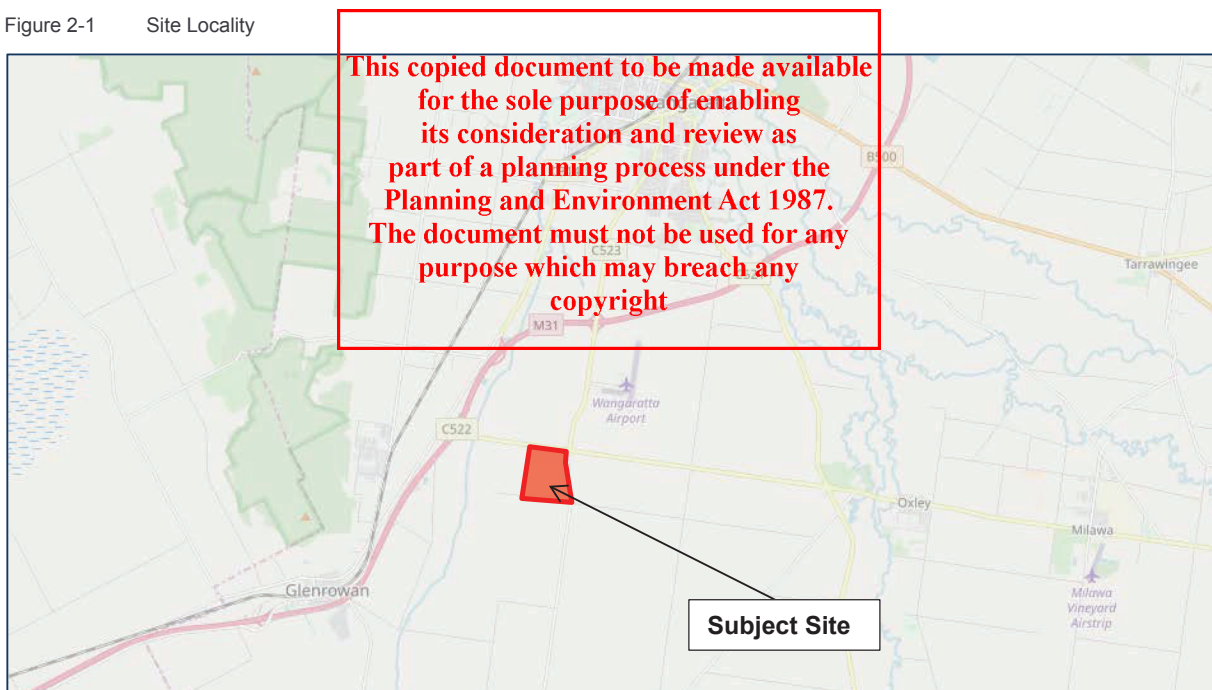 Figure 2-1 Site Locality
This copied document to be made available
for the sole purpose of enabling
its consideration and review as
part of a planning process under the
Planning and Environment Act 1987.
The document must not be used for any
purpose which may breach any
copyright
B500
C523
Tarrawingee
M31
Wangaratta
Airport
C522
Oxley
Milawa
Glenrowan
Milawa
Vineyard
Airstrip
Subject Site